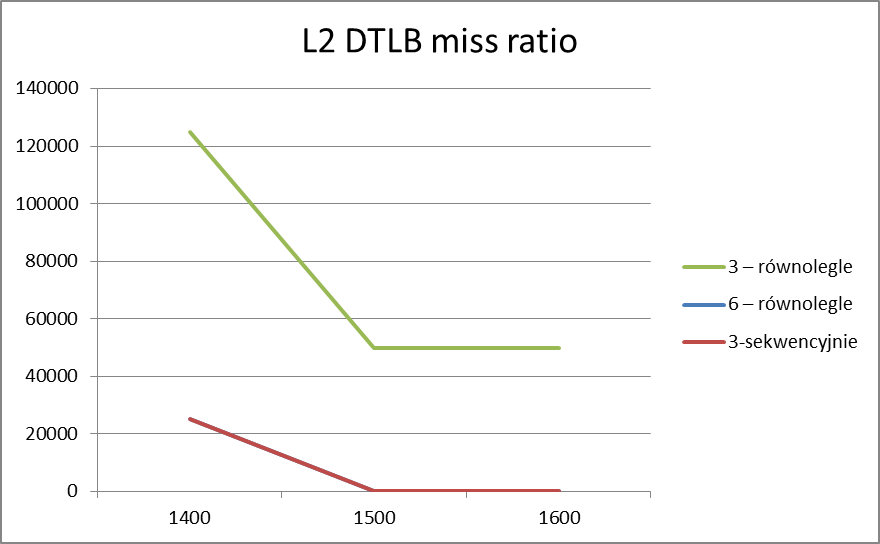 L2 DTLB miss ratio
140000
120000
100000
80000
60000
40000
20000
0
1400 1500 1600
3 – równolegle
6 – równolegle
3-sekwencyjnie